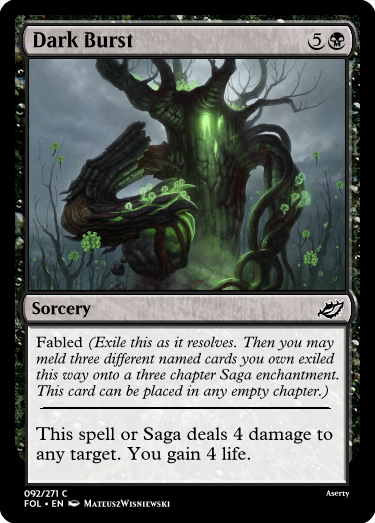 Dark Burst 5
Sorcery
Fabled (Exile this as it resolves. Then you may
meld three different named cards you own exiled
this way onto a three chapter Saga enchantment.
This card can be placed in any empty chapter.)
This spell or Saga deals 4 damage to
any target. You gain 4 life.
092/271 C
FOL • EN MateuszWisniewski
Aserty